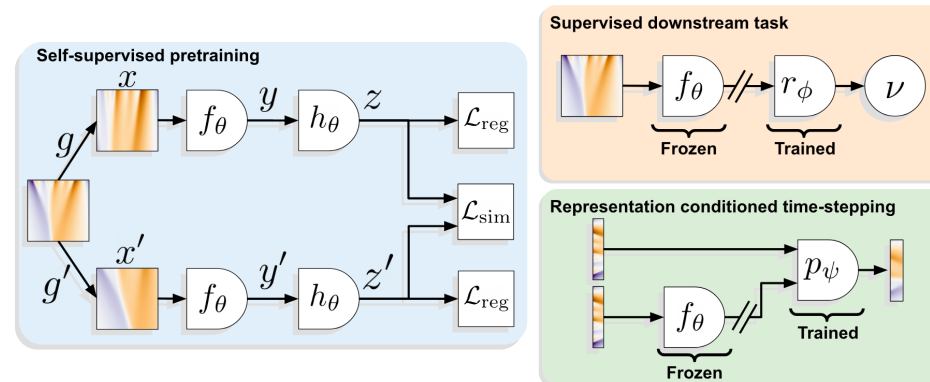 Self-supervised pretraining
x
g
f_θ
y
h_θ
z
ℒ_reg
ℒ_sim
g′
x′
f_θ
y′
h_θ
z′
ℒ_reg
Supervised downstream task
f_θ
r_ϕ
ν
Frozen
Trained
Representation conditioned time-stepping
p_ψ
f_θ
Trained
Frozen